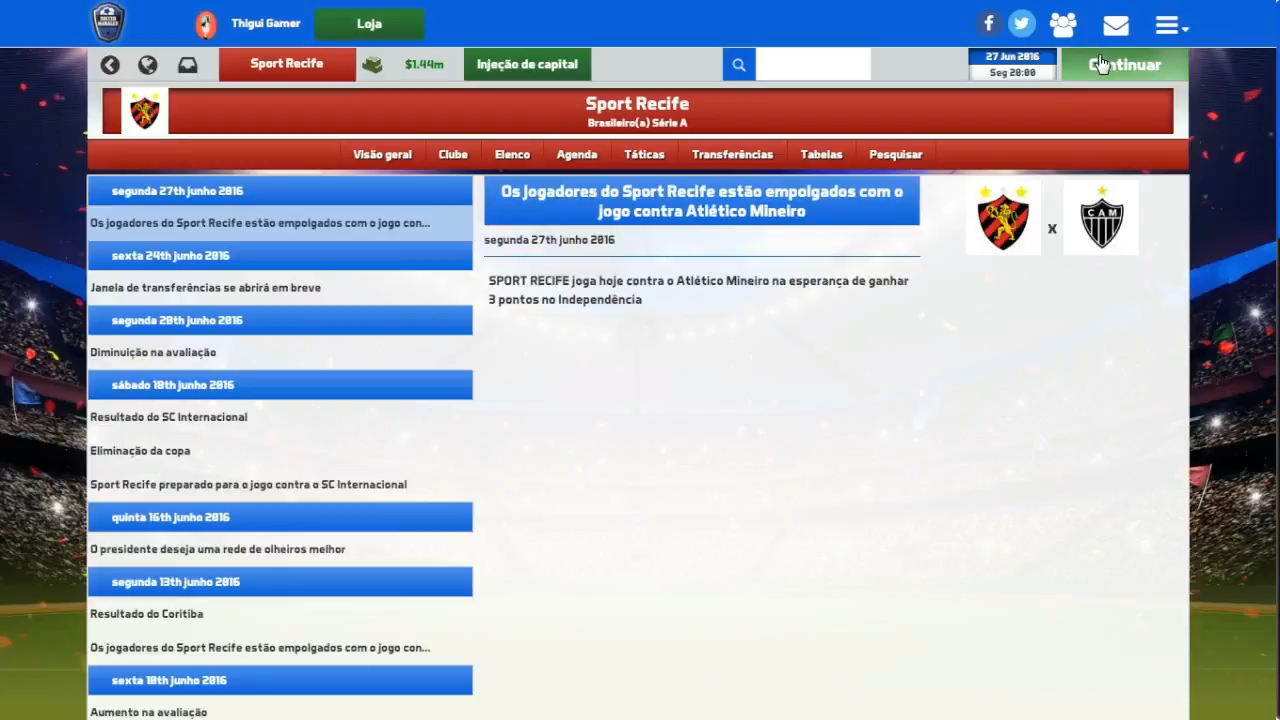 Thigui Gamer
Loja
Sport Recife
$1.44m
Injeção de capital
27 Jun 2016
Seg 20:00
Continuar
Sport Recife
Brasileiro(a) Série A
Visão geral
Clube
Elenco
Agenda
Táticas
Transferências
Tabelas
Pesquisar
segunda 27th junho 2016
Os jogadores do Sport Recife estão empolgados com o jogo con...
sexta 24th junho 2016
Janela de transferências se abrirá em breve
segunda 20th junho 2016
Diminuição na avaliação
sábado 18th junho 2016
Resultado do SC Internacional
Eliminação da copa
Sport Recife preparado para o jogo contra o SC Internacional
quinta 16th junho 2016
O presidente deseja uma rede de olheiros melhor
segunda 13th junho 2016
Resultado do Coritiba
Os jogadores do Sport Recife estão empolgados com o jogo con...
sexta 10th junho 2016
Aumento na avaliação
Os jogadores do Sport Recife estão empolgados com o
jogo contra Atlético Mineiro
segunda 27th junho 2016
SPORT RECIFE joga hoje contra o Atlético Mineiro na esperança de ganhar
3 pontos no Independência
x
CAM